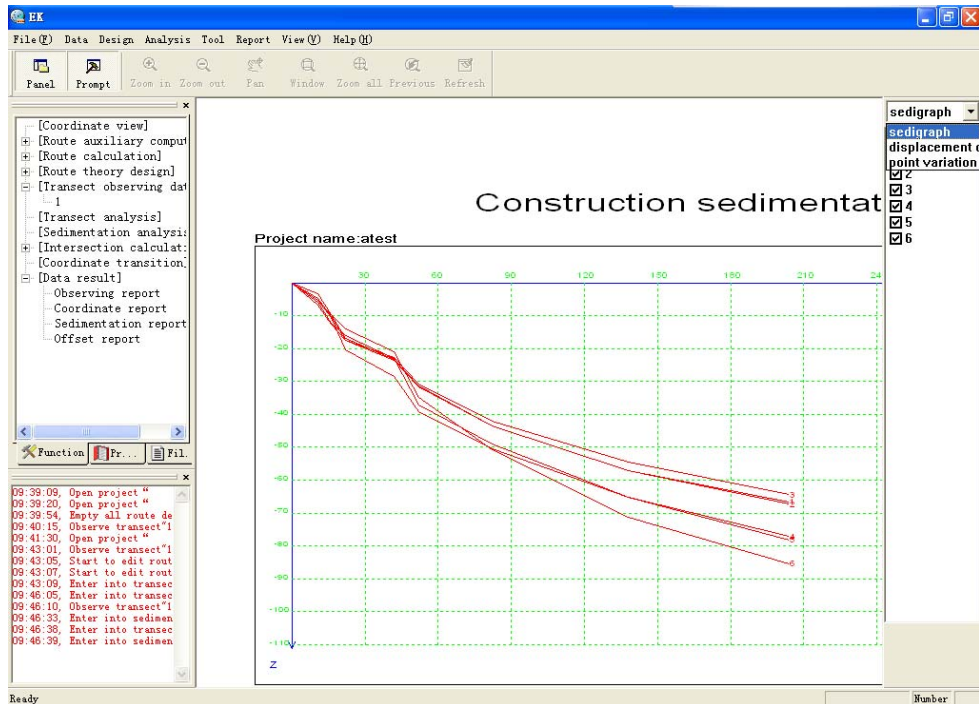 EK
File(F) Data Design Analysis Tool Report View(V) Help(H)
Panel Prompt Zoom in Zoom out Pan Window Zoom all Previous Refresh
[Coordinate view]
[Route auxiliary comput
[Route calculation]
[Route theory design]
[Transect observing dat
1
[Transect analysis]
[Sedimentation analysis
[Intersection calculat:
[Coordinate transition]
[Data result]
Observing report
Coordinate report
Sedimentation report
Offset report
Function Pr... Fil.
09:39:09, Open project "
09:39:20, Open project "
09:39:54, Empty all route de
09:40:15, Observe transect"1
09:41:30, Open project "
09:43:01, Observe transect"1
09:43:05, Start to edit rout
09:43:07, Start to edit rout
09:43:09, Enter into transec
09:46:05, Enter into transec
09:46:10, Observe transect"1
09:46:33, Enter into sedimen
09:46:38, Enter into transec
09:46:39, Enter into sedimen
Construction sedimentat
Project name:atest
30 60 90 120 150 180 210 24
-10
-20
-30
-40
-50
-60
-70
-80
-90
-100
-110
Z
3
1
4
6
sedigraph
sedigraph
displacement c
point variation
2
3
4
5
6
Ready
Number